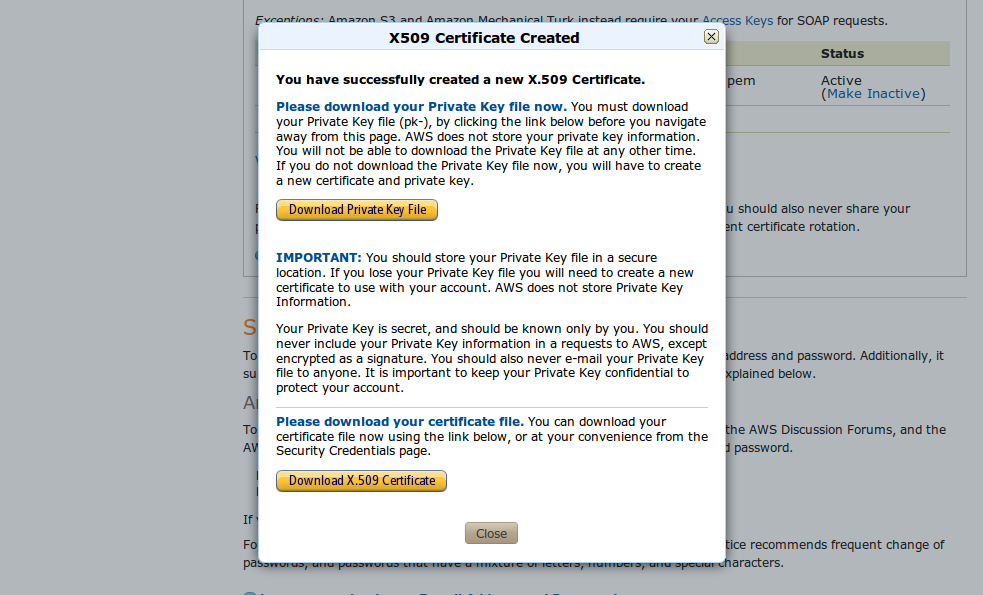 Exceptions: Amazon S3 and Amazon Mechanical Turk instead require your Access Keys for SOAP requests.
X509 Certificate Created
Status
You have successfully created a new X.509 Certificate.
pem
Active
(Make Inactive)
Please download your Private Key file now. You must download
your Private Key file (pk-), by clicking the link below before you navigate
away from this page. AWS does not store your private key information.
You will not be able to download the Private Key file at any other time.
If you do not download the Private Key file now, you will have to create
a new certificate and private key.
Download Private Key File
u should also never share your
ent certificate rotation.
IMPORTANT: You should store your Private Key file in a secure
location. If you lose your Private Key file you will need to create a new
certificate to use with your account. AWS does not store Private Key
Information.
Your Private Key is secret, and should be known only by you. You should
never include your Private Key information in a requests to AWS, except
encrypted as a signature. You should also never e-mail your Private Key
file to anyone. It is important to keep your Private Key confidential to
protect your account.
S
To
address and password. Additionally, it
su
xplained below.
Please download your certificate file. You can download your
certificate file now using the link below, or at your convenience from the
Security Credentials page.
To
the AWS Discussion Forums, and the
AW
d password.
Download X.509 Certificate
If
Close
Fo
tice recommends frequent change of
passwords, and passwords that have a mixture of letters, numbers, and special characters.